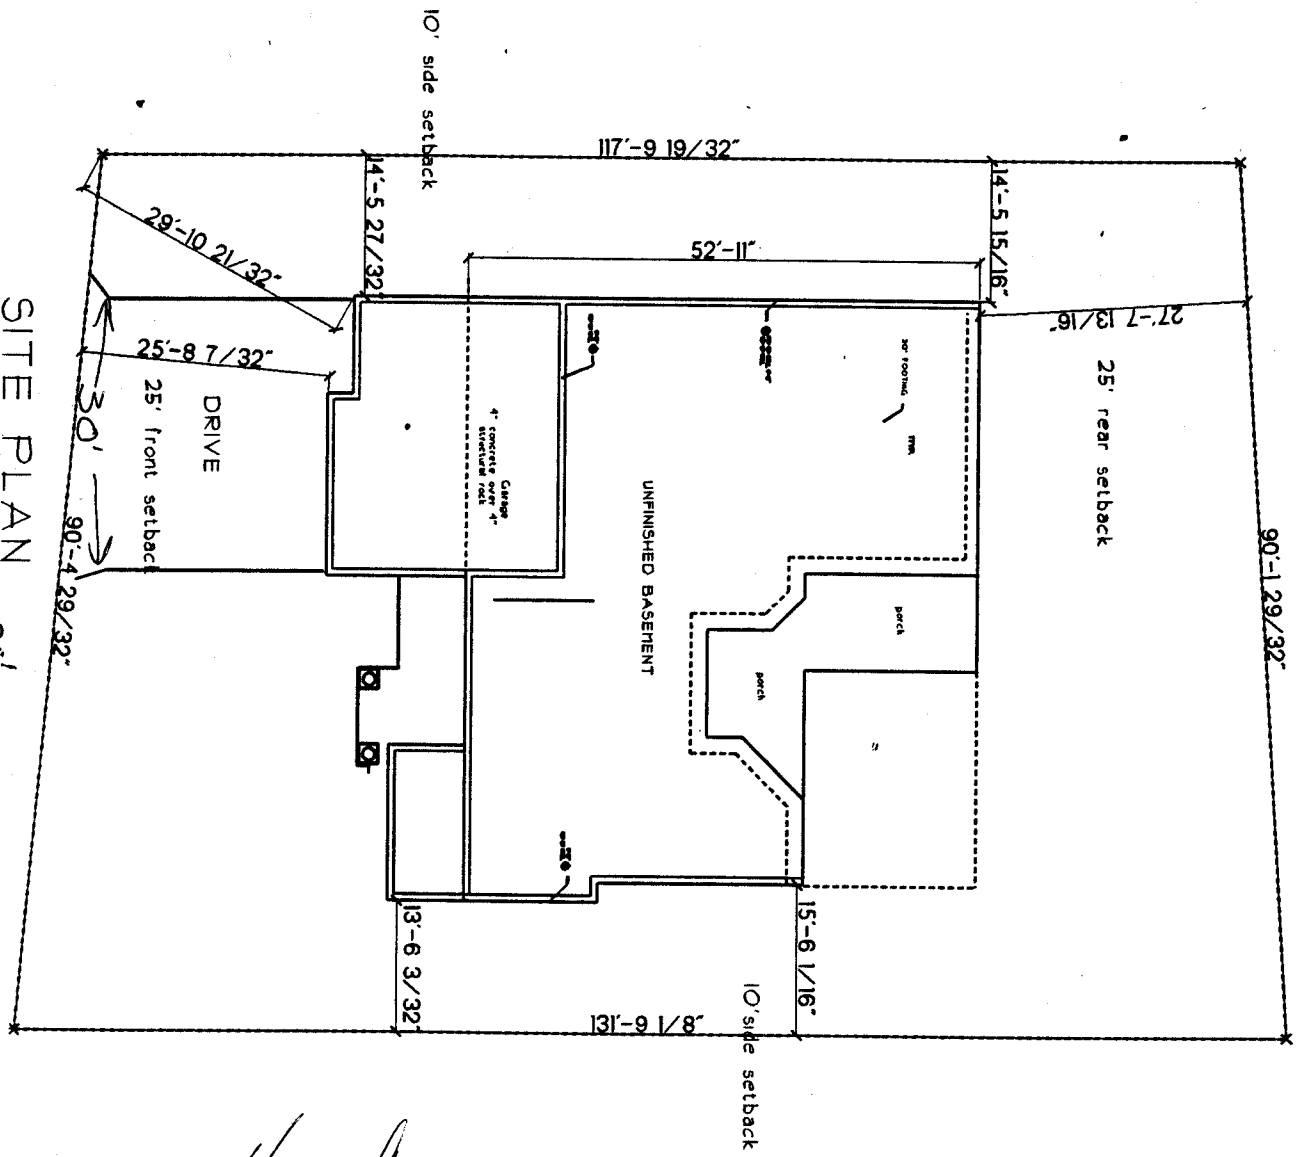 10' side setback
117'-9 19/32"
14'-5 27/32"
14'-5 15/16"
29'-10 21/32"
52'-11"
27'-7 13/16"
25'-8 7/32"
30'
25' front setback
DRIVE
25' rear setback
30" FOOTING
TYP.
4" concrete over 4"
structural rock
Garage
UNFINISHED BASEMENT
porch
porch
90'-4 29/32"
90'-1 29/32"
SITE PLAN
13'-6 3/32"
15'-6 1/16"
131'-9 1/8"
10' side setback